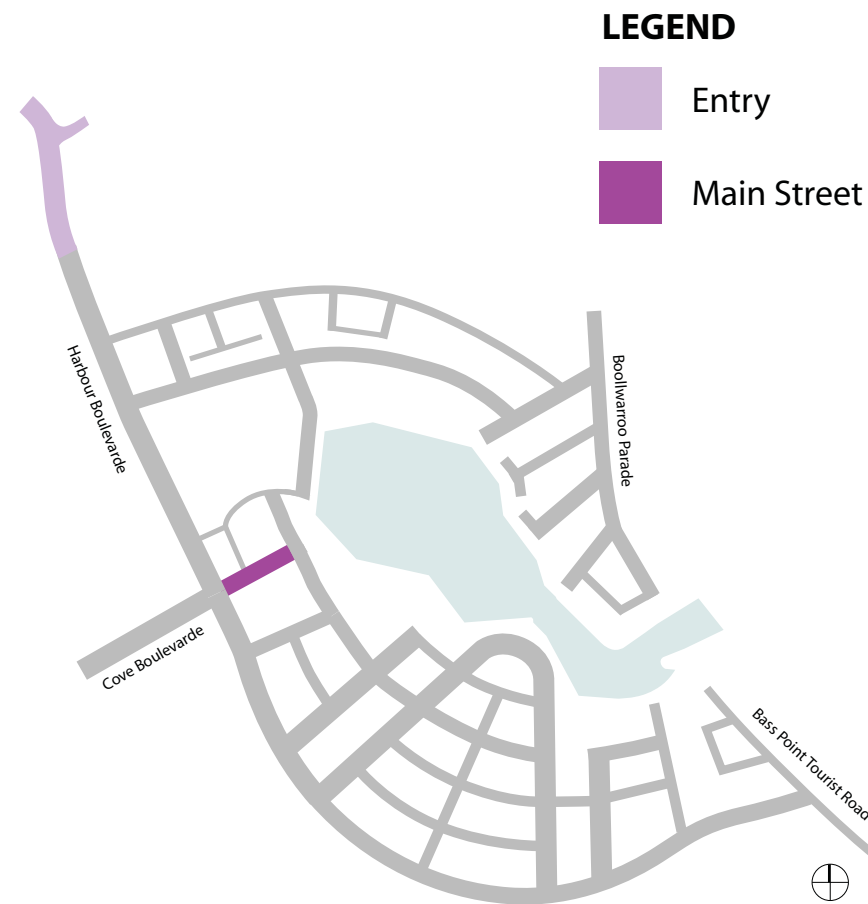 LEGEND
Entry
Main Street
Harbour Boulevarde
Boollwarroo Parade
Cove Boulevarde
Bass Point Tourist Road